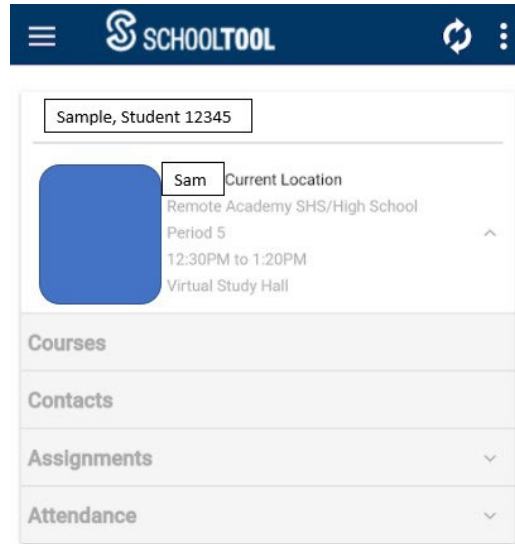 SCHOOLTOOL
Sample, Student 12345
Sam Current Location
Remote Academy SHS/High School
Period 5
12:30PM to 1:20PM
Virtual Study Hall
Courses
Contacts
Assignments
Attendance